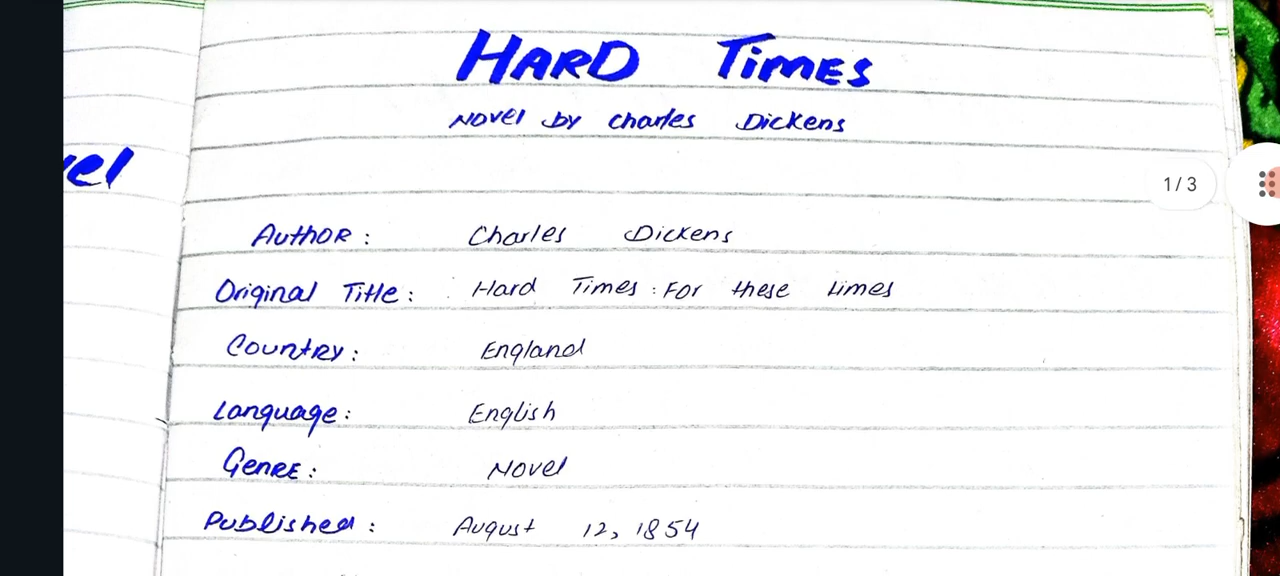 HARD TIMES
Novel by Charles Dickens
vel
1/3
Author: Charles Dickens
Original Title: Hard Times: For these times
Country: England
Language: English
Genre: Novel
Published: August 12, 1854